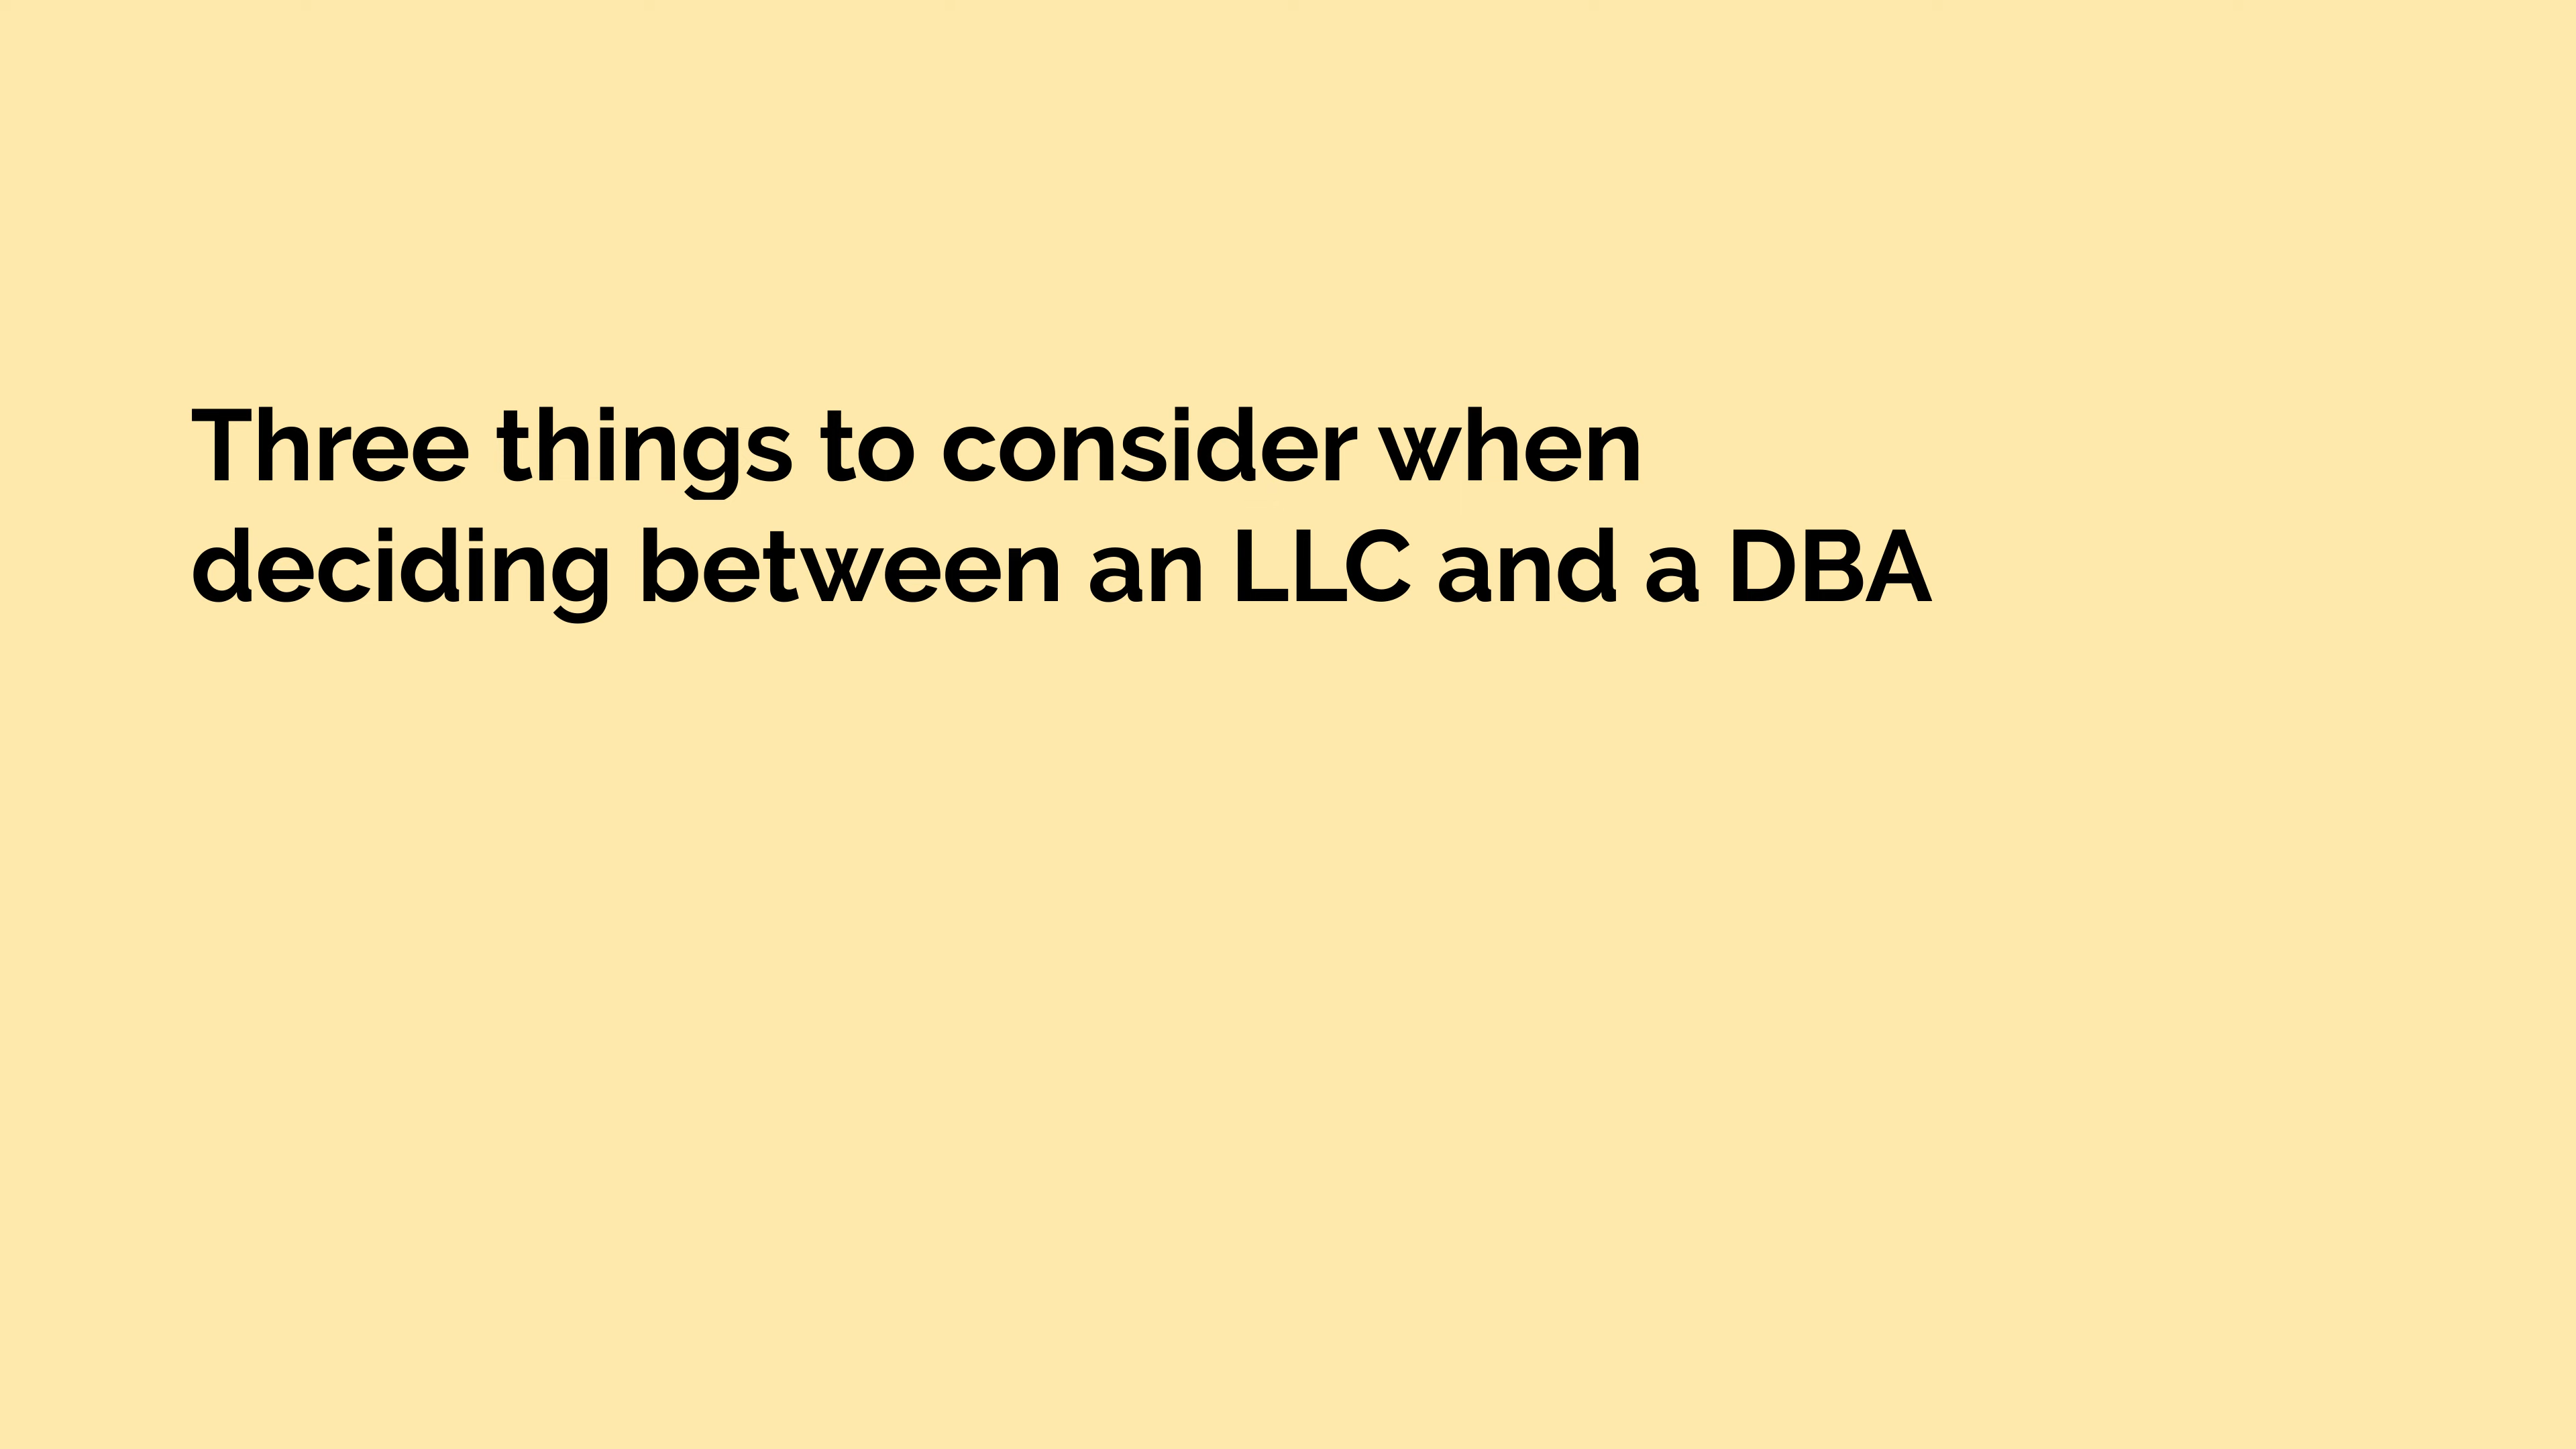 Three things to consider when
deciding between an LLC and a DBA